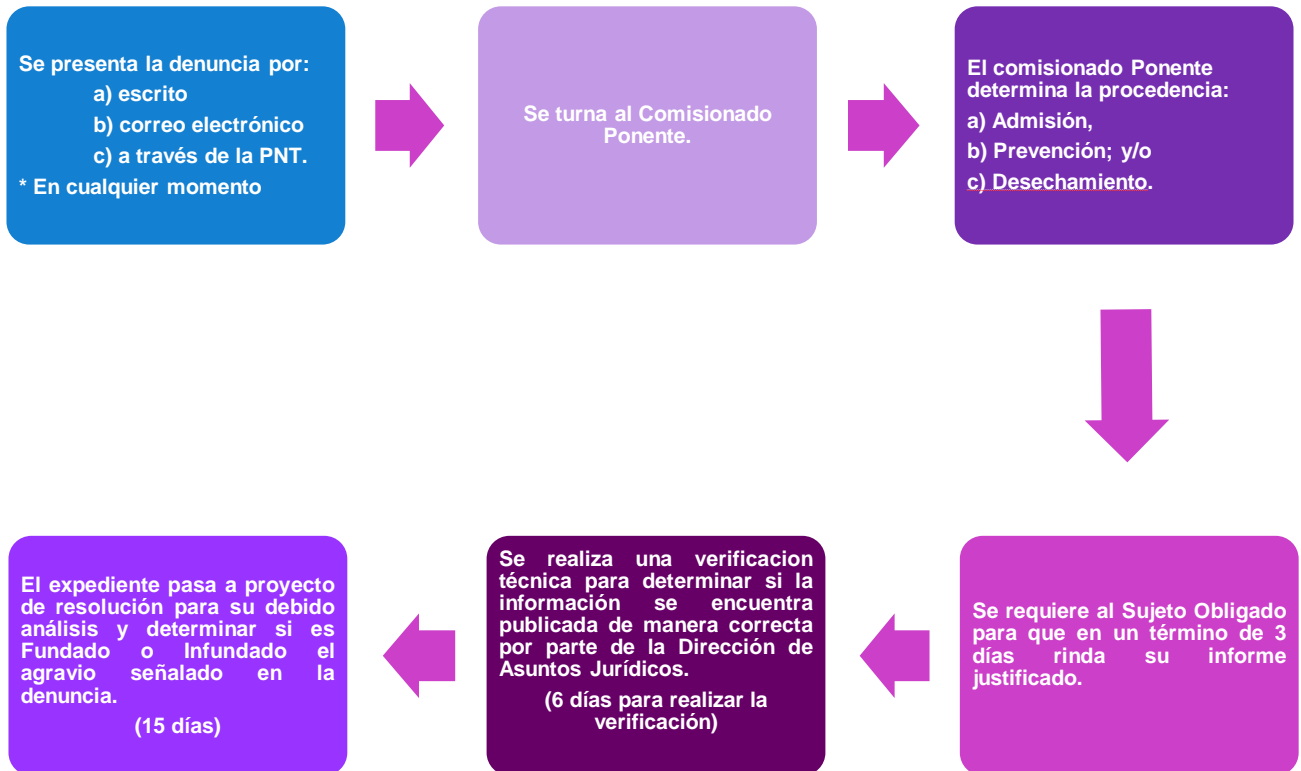 Se presenta la denuncia por:
a) escrito
b) correo electrónico
c) a través de la PNT.
* En cualquier momento
Se turna al Comisionado
Ponente.
El comisionado Ponente
determina la procedencia:
a) Admisión,
b) Prevención; y/o
c) Desechamiento.
Se requiere al Sujeto Obligado
para que en un término de 3
días rinda su informe
justificado.
Se realiza una verificacion
técnica para determinar si la
información se encuentra
publicada de manera correcta
por parte de la Dirección de
Asuntos Jurídicos.
(6 días para realizar la
verificación)
El expediente pasa a proyecto
de resolución para su debido
análisis y determinar si es
Fundado o Infundado el
agravio señalado en la
denuncia.
(15 días)